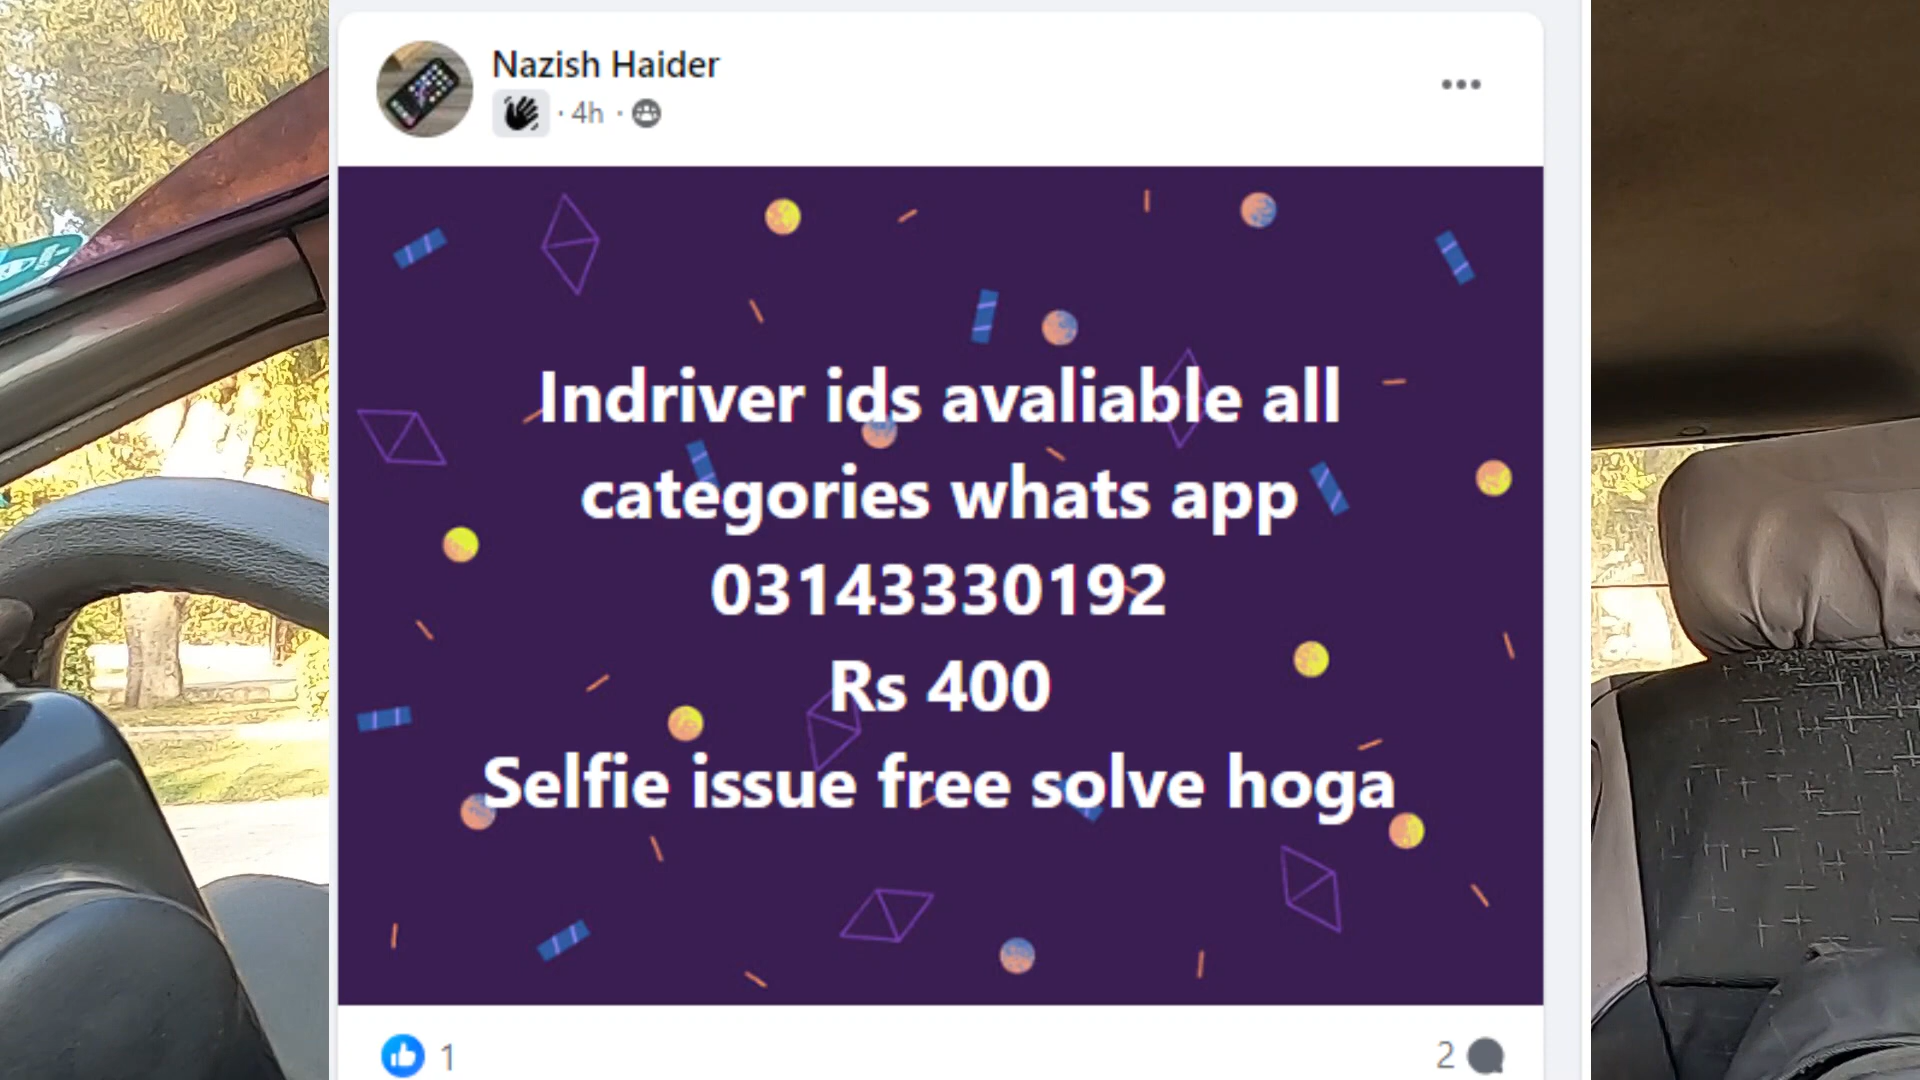 Nazish Haider
· 4h ·
Indriver ids avaliable all
categories whats app
03143330192
Rs 400
Selfie issue free solve hoga
1
2